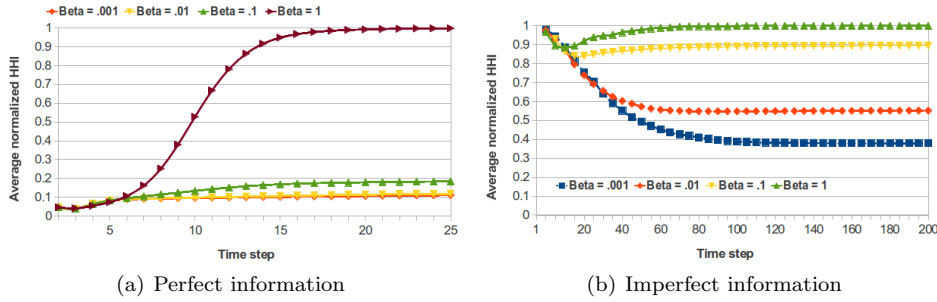 Beta = .001 Beta = .01 Beta = .1 Beta = 1
Average normalized HHI
1
0.9
0.8
0.7
0.6
0.5
0.4
0.3
0.2
0.1
0
5 10 15 20 25
Time step
(a) Perfect information
Average normalized HHI
1
0.9
0.8
0.7
0.6
0.5
0.4
0.3
0.2
0.1
0
Beta = .001 Beta = .01 Beta = .1 Beta = 1
1 20 40 60 80 100 120 140 160 180 200
Time step
(b) Imperfect information